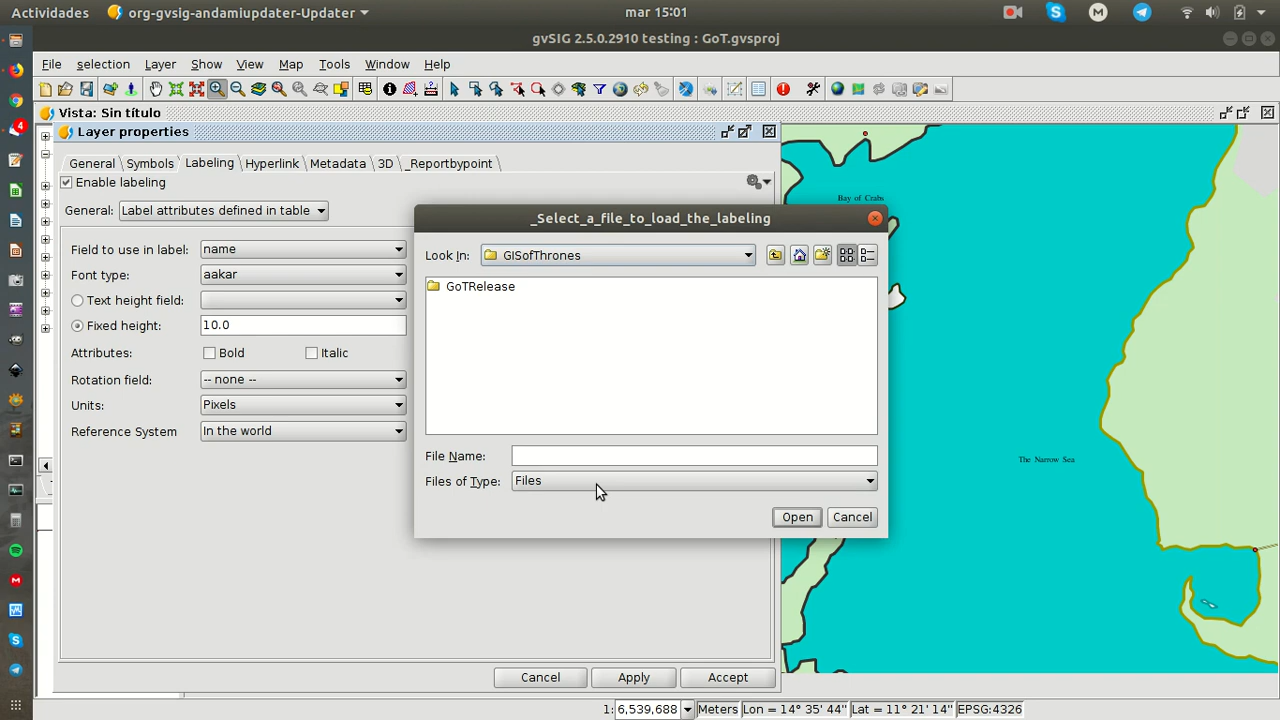 Actividades org-gvsig-andamiupdater-Updater mar 15:01
gvSIG 2.5.0.2910 testing : GoT.gvsproj
File selection Layer Show View Map Tools Window Help
Vista: Sin título
Layer properties
General Symbols Labeling Hyperlink Metadata 3D _Reportbypoint
Enable labeling
General: Label attributes defined in table
Field to use in label: name
Font type: aakar
Text height field:
Fixed height: 10.0
Attributes: Bold Italic
Rotation field: -- none --
Units: Pixels
Reference System In the world
Cancel Apply Accept
_Select_a_file_to_load_the_labeling
Look In: GISofThrones
GoTRelease
File Name:
Files of Type: Files
Open Cancel
Bay of Crabs
The Narrow Sea
4
1: 6,539,688 Meters Lon = 14° 35' 44" Lat = 11° 21' 14" EPSG:4326